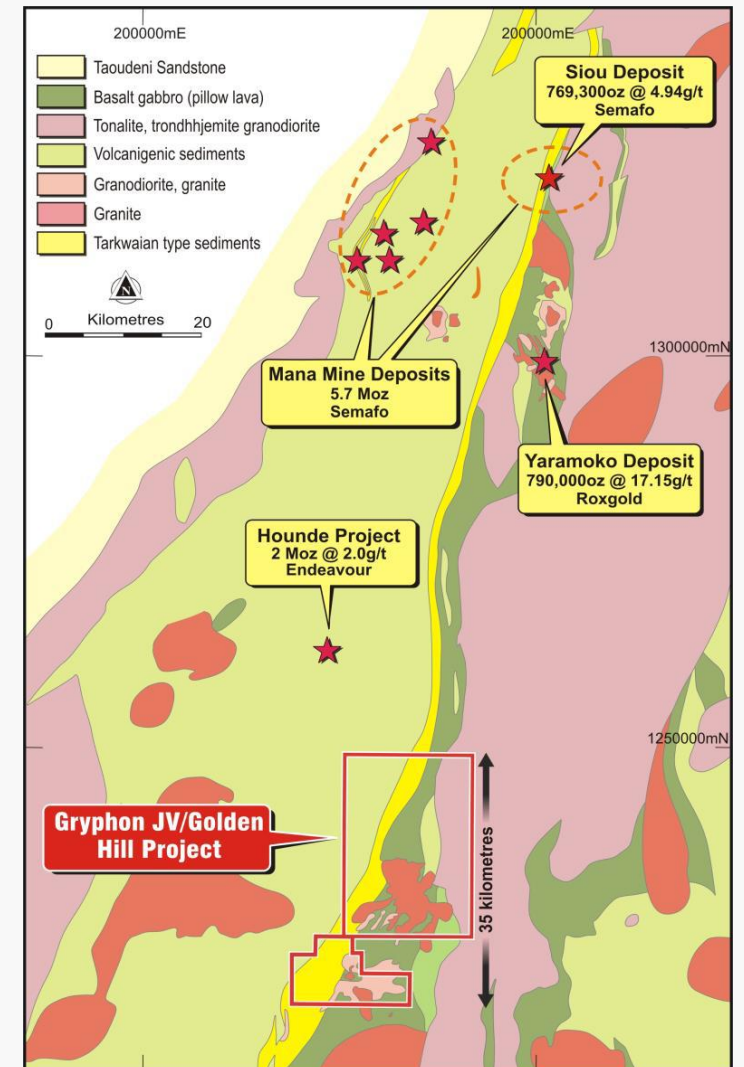 200000mE
200000mE
Taoudeni Sandstone
Basalt gabbro (pillow lava)
Tonalite, trondhhjemite granodiorite
Volcanigenic sediments
Granodiorite, granite
Granite
Tarkwaian type sediments
N
Kilometres
0
20
Siou Deposit
769,300oz @ 4.94g/t
Semafo
Mana Mine Deposits
5.7 Moz
Semafo
1300000mN
Yaramoko Deposit
790,000oz @ 17.15g/t
Roxgold
Hounde Project
2 Moz @ 2.0g/t
Endeavour
1250000mN
Gryphon JV/Golden
Hill Project
35 kilometres